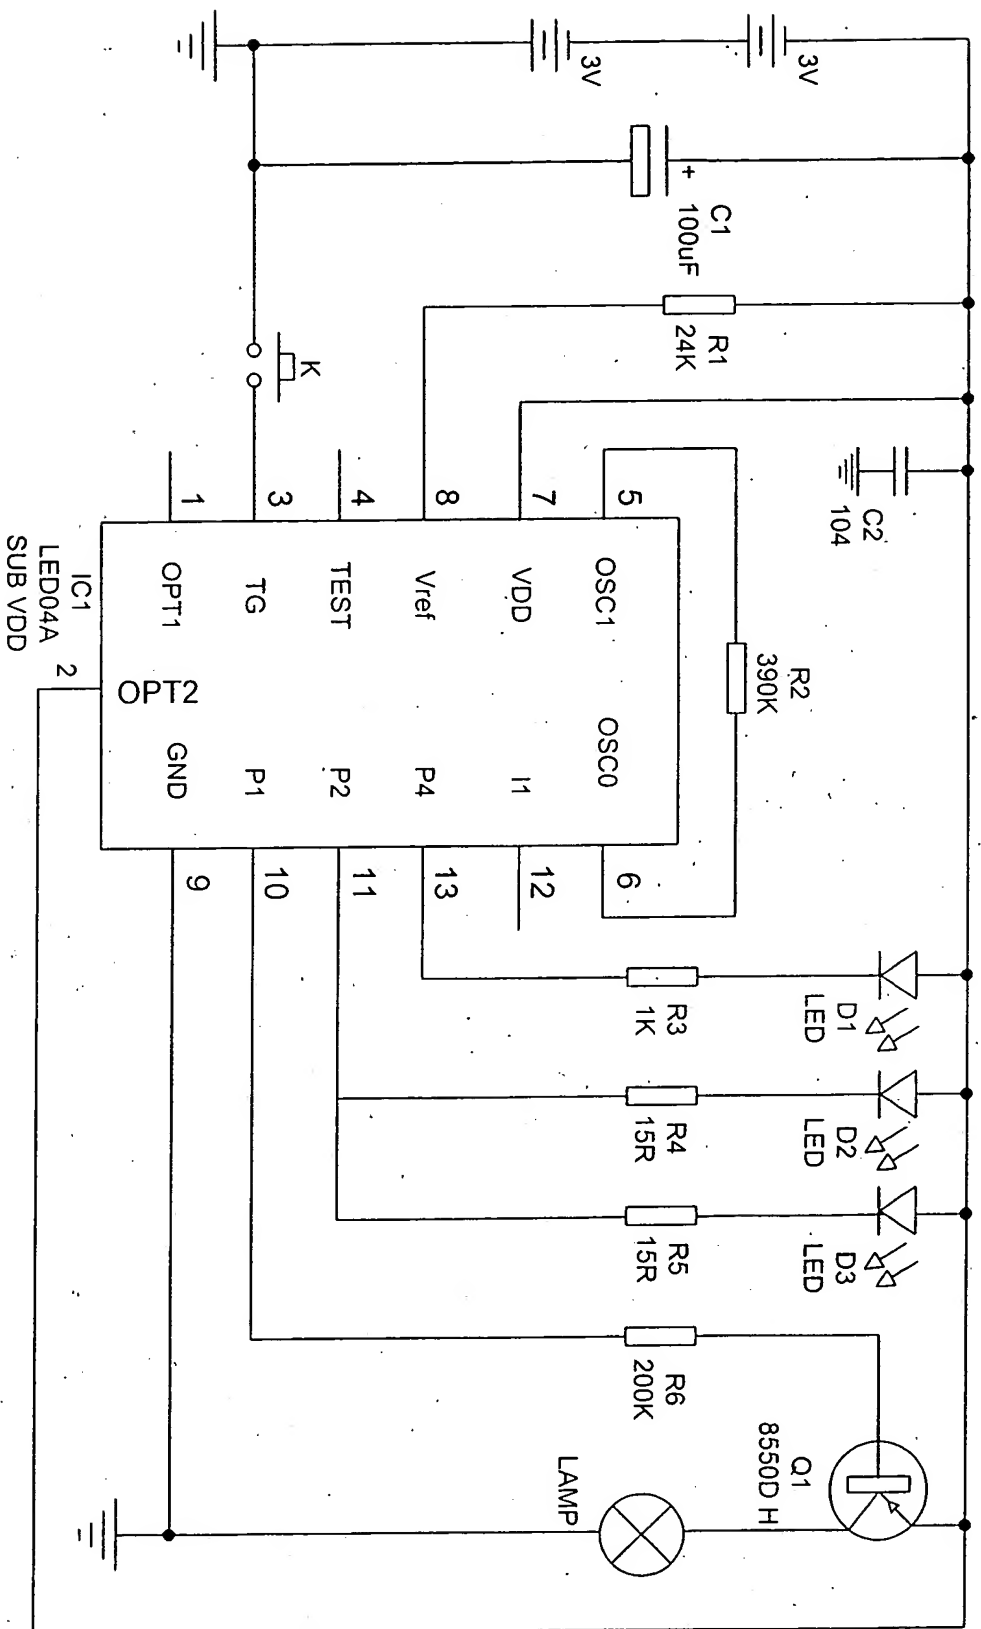 3V
3V
C1
100uF
+
R1
24K
K
C2
104
R2
390K
1
3
4
8
7
5
OPT1
TG
TEST
Vref
VDD
OSC1
IC1
LED04A
SUB VDD
2
OPT2
GND
P1
P2
P4
I1
OSC0
9
10
11
13
12
6
R3
1K
D1
LED
R4
15R
D2
LED
R5
15R
D3
LED
R6
200K
Q1
8550D H
LAMP